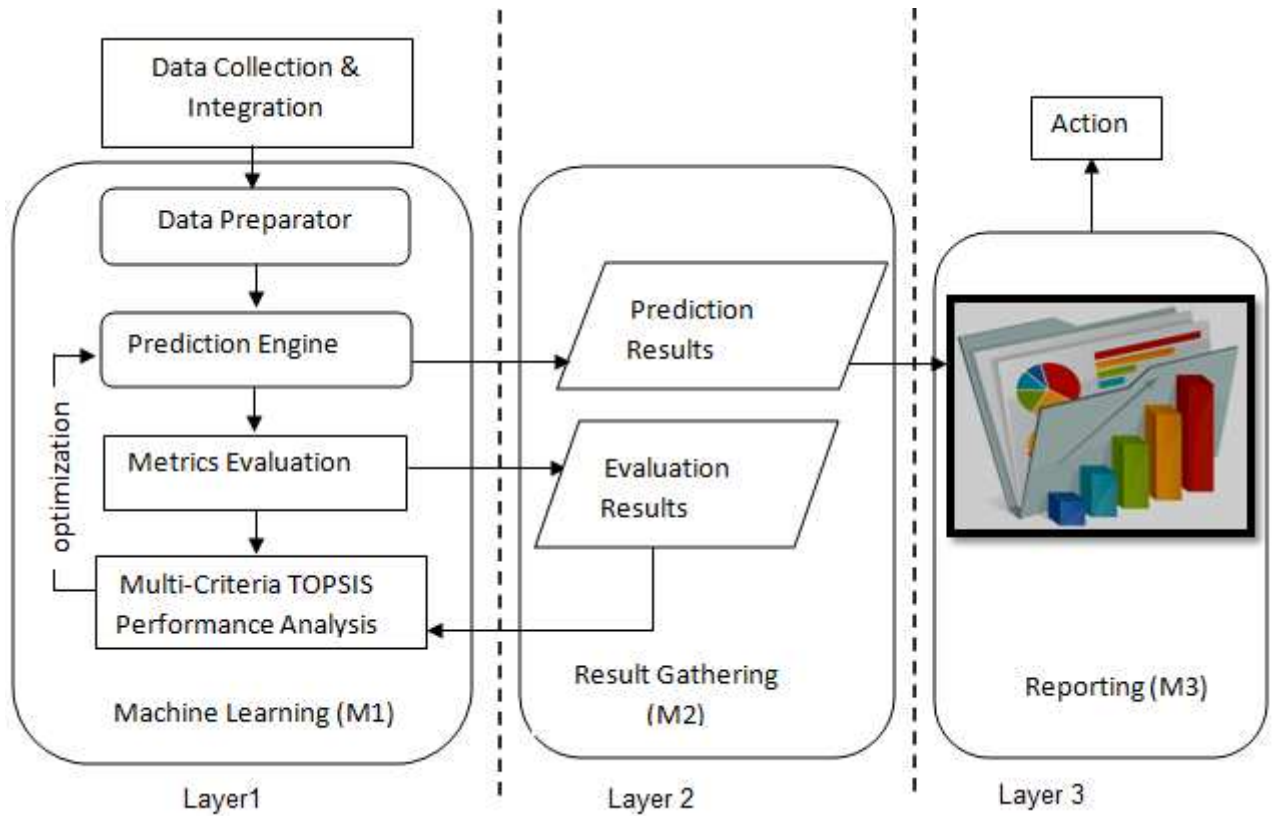 Data Collection &
Integration
Data Preparator
Prediction Engine
Metrics Evaluation
optimization
Multi-Criteria TOPSIS
Performance Analysis
Machine Learning (M1)
Layer1
Prediction
Results
Evaluation
Results
Result Gathering
(M2)
Layer 2
Action
Reporting (M3)
Layer 3